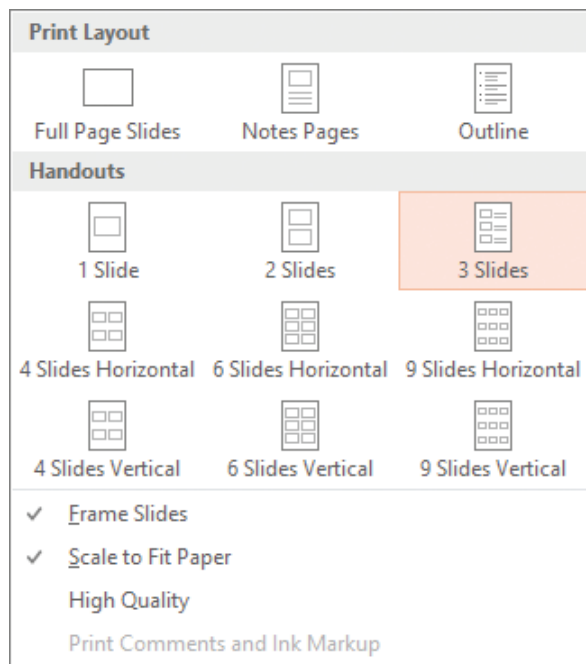 Print Layout
Full Page Slides Notes Pages Outline
Handouts
1 Slide 2 Slides 3 Slides
4 Slides Horizontal 6 Slides Horizontal 9 Slides Horizontal
4 Slides Vertical 6 Slides Vertical 9 Slides Vertical
Frame Slides
Scale to Fit Paper
High Quality
Print Comments and Ink Markup